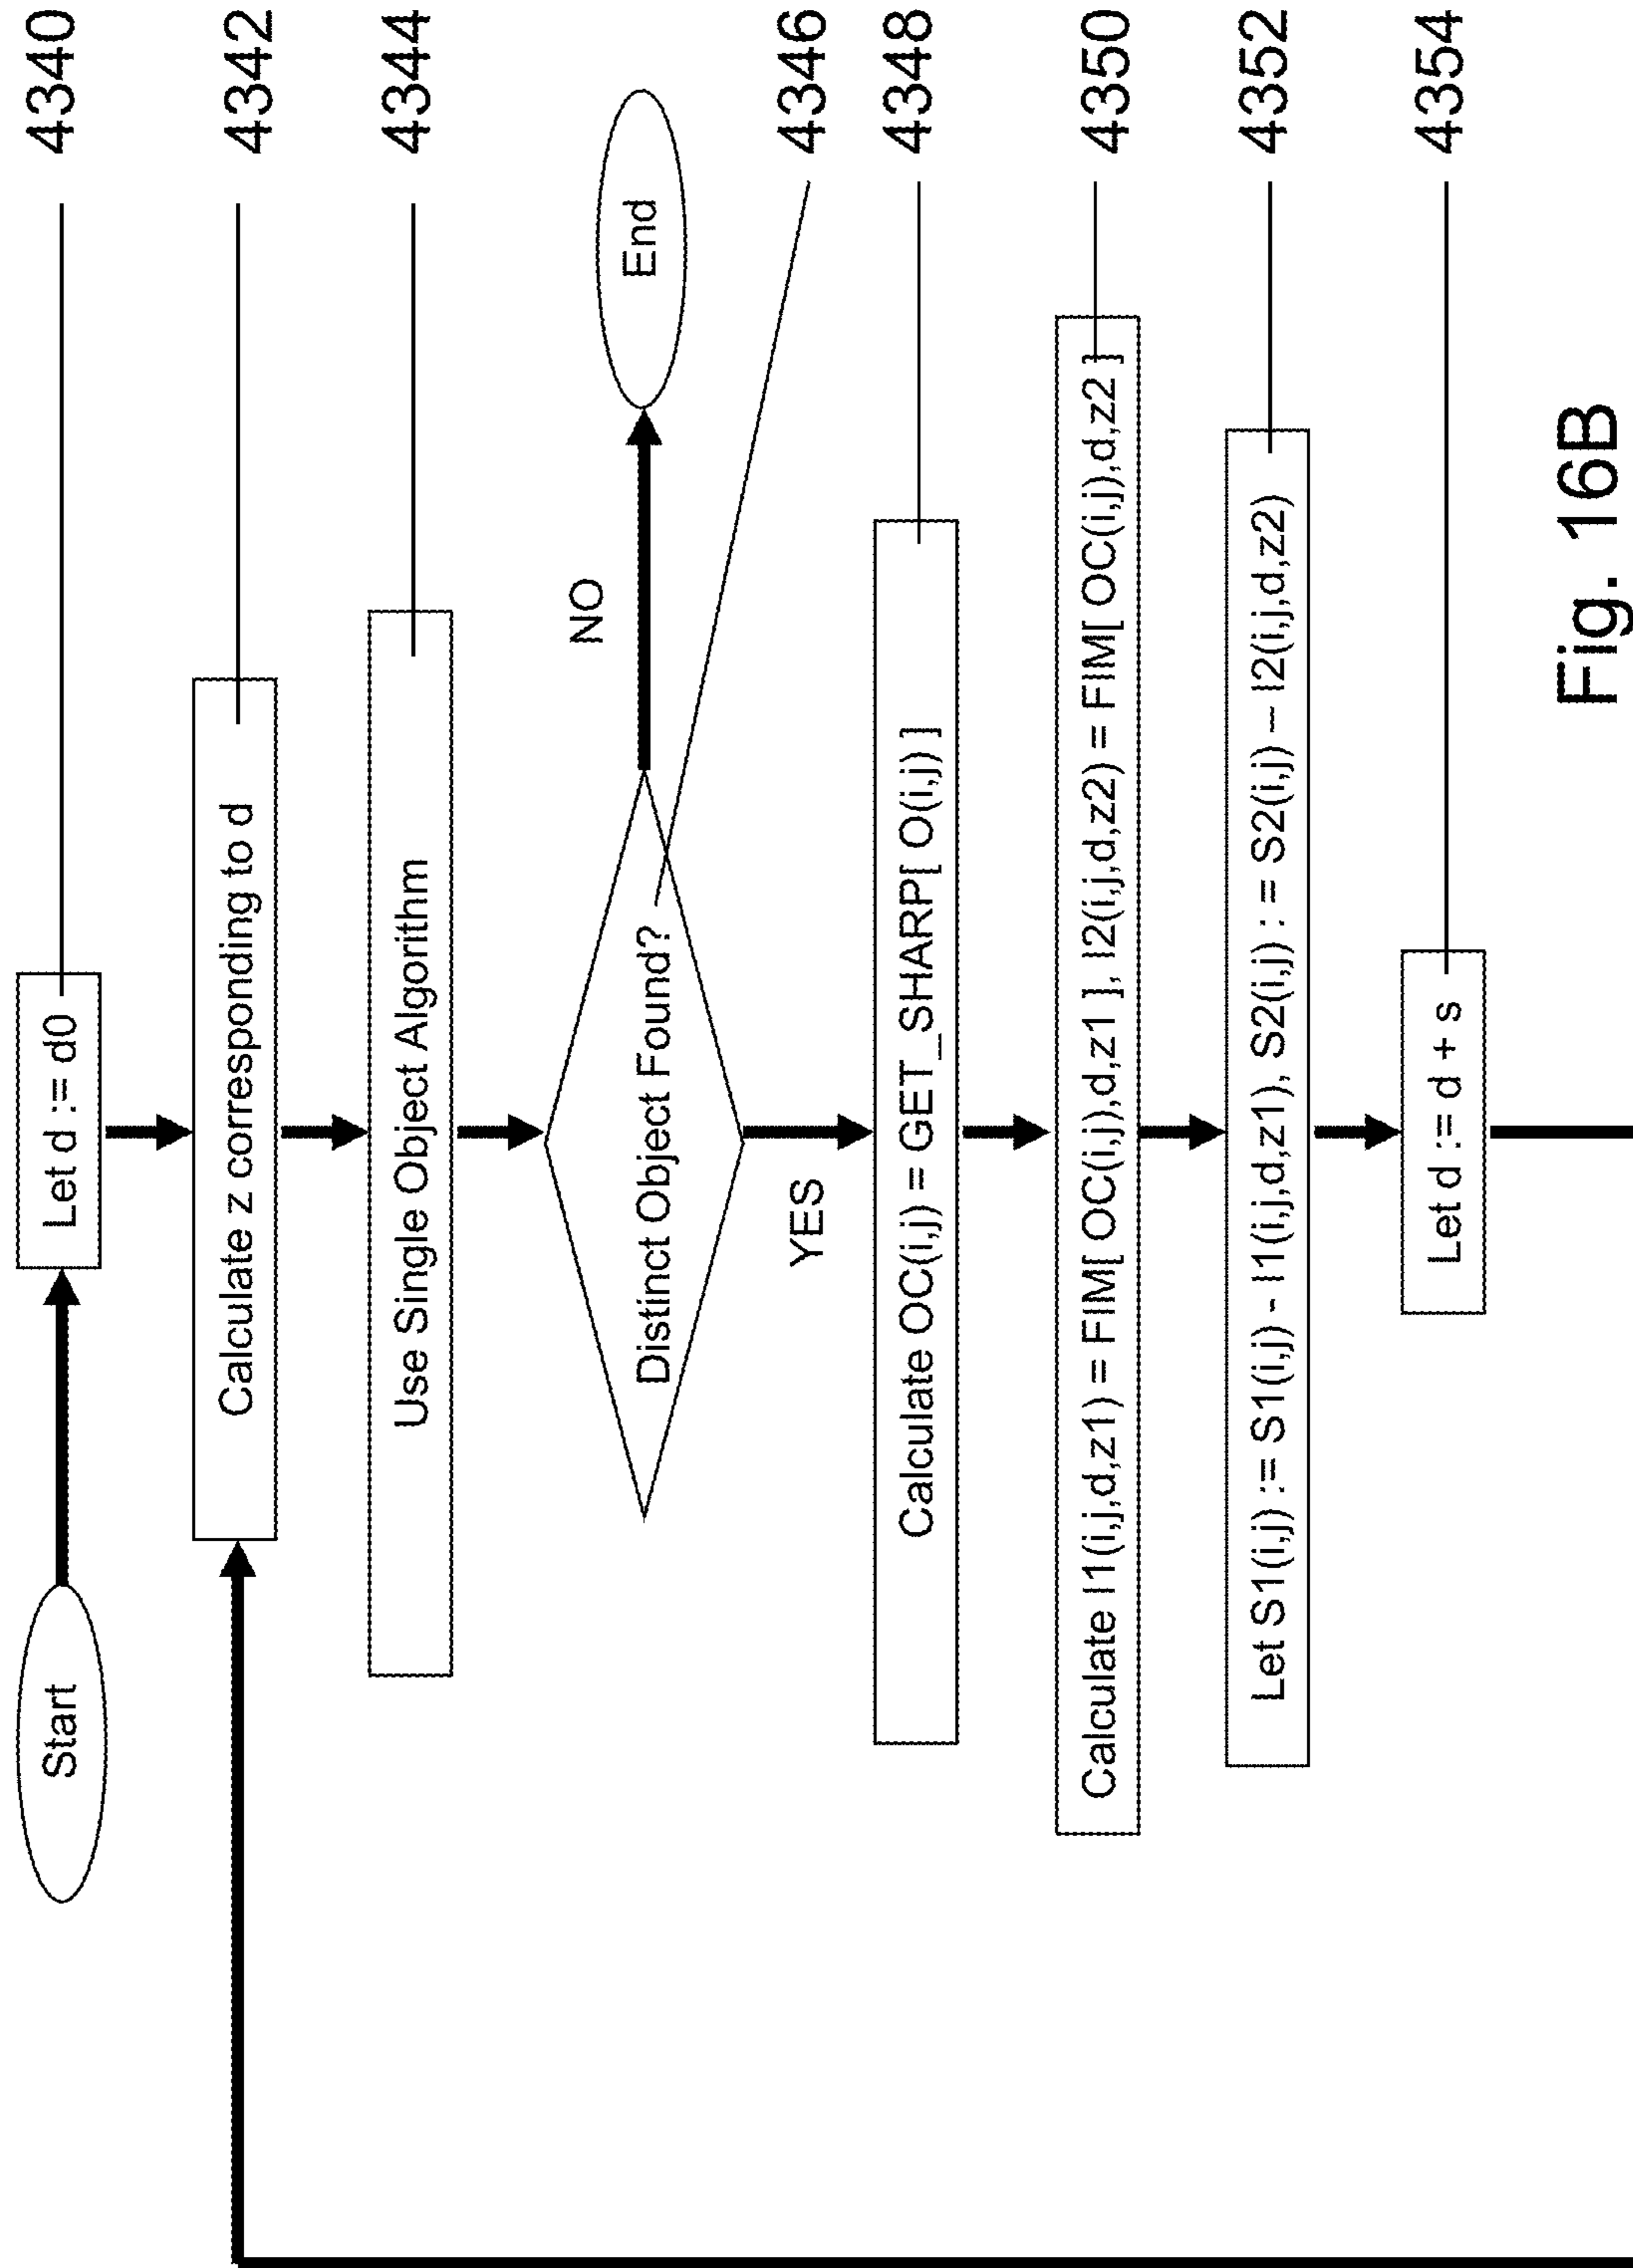 Start
Let d := d0
4340
Calculate z corresponding to d
4342
Use Single Object Algorithm
4344
Distinct Object Found?
NO
End
4346
YES
Calculate OC(i,j) = GET_SHARP[ O(i,j) ]
4348
Calculate I1(i,j,d,z1) = FIM[ OC(i,j)),d,z1 ], I2(i,j,d,z2) = FIM[ OC(i,j),d,z2 ]
4350
Let S1(i,j) := S1(i,j) - I1(i,j,d,z1), S2(i,j) : = S2(i,j) – I2(i,j,d,z2)
4352
Let d := d + s
4354
Fig. 16B